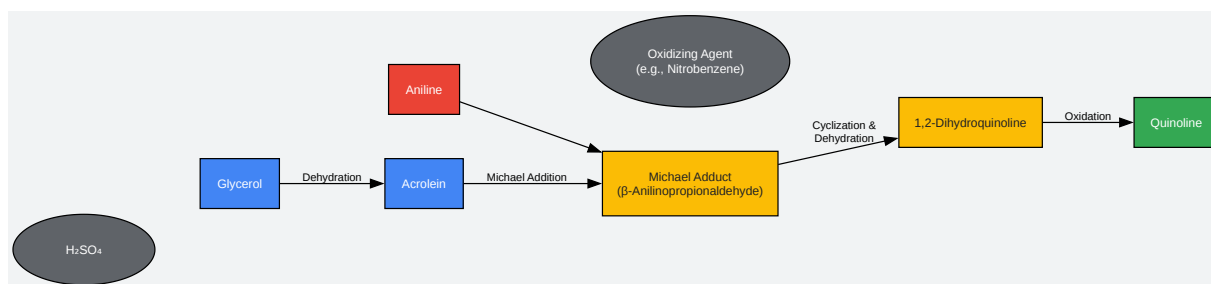 Oxidizing Agent
(e.g., Nitrobenzene)
Aniline
Cyclization &
Dehydration
1,2-Dihydroquinoline
Oxidation
Quinoline
Glycerol
Dehydration
Acrolein
Michael Addition
Michael Adduct
(β-Anilinopropionaldehyde)
H₂SO₄